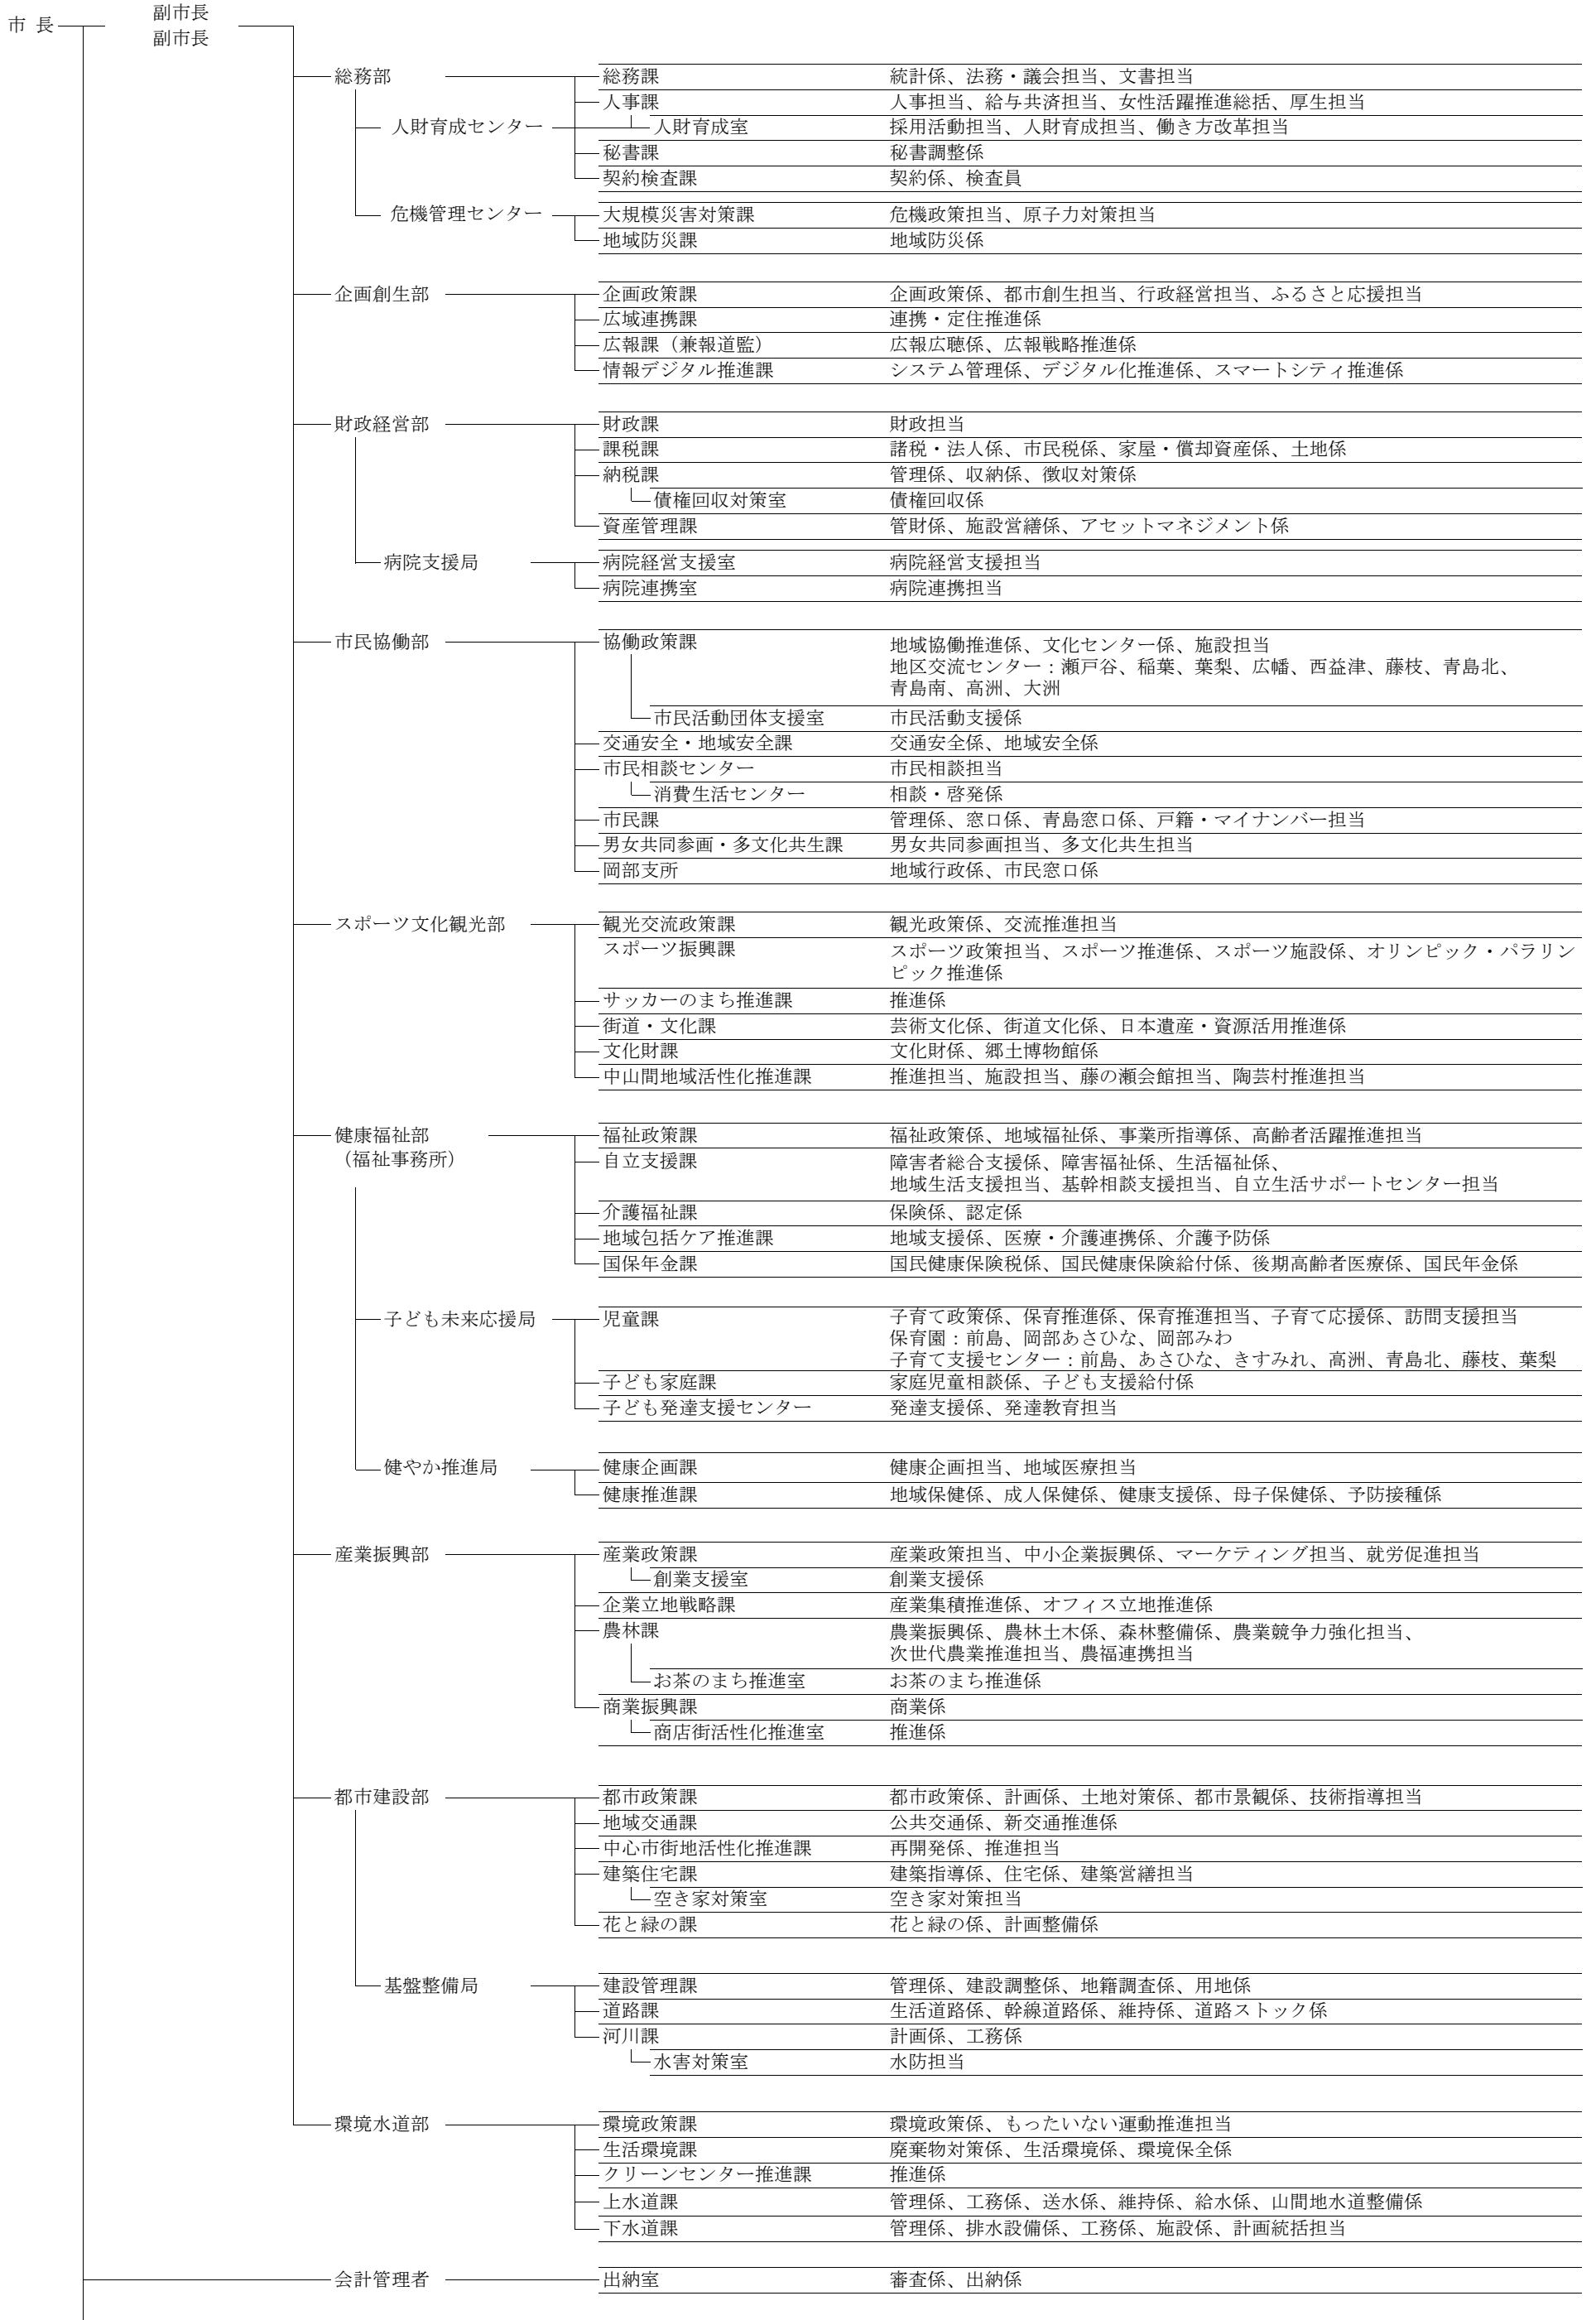 副市長
市 長
副市長
総務部 総務課 統計係、法務・議会担当、文書担当
人事課 人事担当、給与共済担当、女性活躍推進総括、厚生担当
人財育成センター 人財育成室 採用活動担当、人財育成担当、働き方改革担当
秘書課 秘書調整係
契約検査課 契約係、検査員
危機管理センター 大規模災害対策課 危機政策担当、原子力対策担当
地域防災課 地域防災係
企画創生部 企画政策課 企画政策係、都市創生担当、行政経営担当、ふるさと応援担当
広域連携課 連携・定住推進係
広報課（兼報道監） 広報広聴係、広報戦略推進係
情報デジタル推進課 システム管理係、デジタル化推進係、スマートシティ推進係
財政経営部 財政課 財政担当
課税課 諸税・法人係、市民税係、家屋・償却資産係、土地係
納税課 管理係、収納係、徴収対策係
債権回収対策室 債権回収係
資産管理課 管財係、施設営繕係、アセットマネジメント係
病院支援局 病院経営支援室 病院経営支援担当
病院連携室 病院連携担当
市民協働部 協働政策課 地域協働推進係、文化センター係、施設担当
地区交流センター：瀬戸谷、稲葉、葉梨、広幡、西益津、藤枝、青島北、
青島南、高洲、大洲
市民活動団体支援室 市民活動支援係
交通安全・地域安全課 交通安全係、地域安全係
市民相談センター 市民相談担当
消費生活センター 相談・啓発係
市民課 管理係、窓口係、青島窓口係、戸籍・マイナンバー担当
男女共同参画・多文化共生課 男女共同参画担当、多文化共生担当
岡部支所 地域行政係、市民窓口係
スポーツ文化観光部 観光交流政策課 観光政策係、交流推進担当
スポーツ振興課 スポーツ政策担当、スポーツ推進係、スポーツ施設係、オリンピック・パラリン
ピック推進係
サッカーのまち推進課 推進係
街道・文化課 芸術文化係、街道文化係、日本遺産・資源活用推進係
文化財課 文化財係、郷土博物館係
中山間地域活性化推進課 推進担当、施設担当、藤の瀬会館担当、陶芸村推進担当
健康福祉部 福祉政策課 福祉政策係、地域福祉係、事業所指導係、高齢者活躍推進担当
（福祉事務所） 自立支援課 障害者総合支援係、障害福祉係、生活福祉係、
地域生活支援担当、基幹相談支援担当、自立生活サポートセンター担当
介護福祉課 保険係、認定係
地域包括ケア推進課 地域支援係、医療・介護連携係、介護予防係
国保年金課 国民健康保険税係、国民健康保険給付係、後期高齢者医療係、国民年金係
子ども未来応援局 児童課 子育て政策係、保育推進係、保育推進担当、子育て応援係、訪問支援担当
保育園：前島、岡部あさひな、岡部みわ
子育て支援センター：前島、あさひな、きすみれ、高洲、青島北、藤枝、葉梨
子ども家庭課 家庭児童相談係、子ども支援給付係
子ども発達支援センター 発達支援係、発達教育担当
健やか推進局 健康企画課 健康企画担当、地域医療担当
健康推進課 地域保健係、成人保健係、健康支援係、母子保健係、予防接種係
産業振興部 産業政策課 産業政策担当、中小企業振興係、マーケティング担当、就労促進担当
創業支援室 創業支援係
企業立地戦略課 産業集積推進係、オフィス立地推進係
農林課 農業振興係、農林土木係、森林整備係、農業競争力強化担当、
次世代農業推進担当、農福連携担当
お茶のまち推進室 お茶のまち推進係
商業振興課 商業係
商店街活性化推進室 推進係
都市建設部 都市政策課 都市政策係、計画係、土地対策係、都市景観係、技術指導担当
地域交通課 公共交通係、新交通推進係
中心市街地活性化推進課 再開発係、推進担当
建築住宅課 建築指導係、住宅係、建築営繕担当
空き家対策室 空き家対策担当
花と緑の課 花と緑の係、計画整備係
基盤整備局 建設管理課 管理係、建設調整係、地籍調査係、用地係
道路課 生活道路係、幹線道路係、維持係、道路ストック係
河川課 計画係、工務係
水害対策室 水防担当
環境水道部 環境政策課 環境政策係、もったいない運動推進担当
生活環境課 廃棄物対策係、生活環境係、環境保全係
クリーンセンター推進課 推進係
上水道課 管理係、工務係、送水係、維持係、給水係、山間地水道整備係
下水道課 管理係、排水設備係、工務係、施設係、計画統括担当
会計管理者 出納室 審査係、出納係